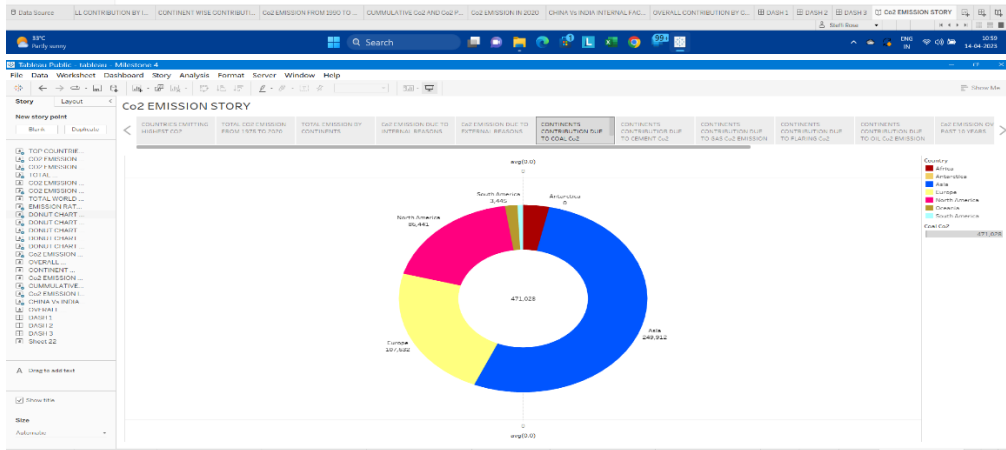 Data Source LL CONTRIBUTION BY I... CONTINENT WISE CONTRIBUTI... Co2 EMISSION FROM 1990 TO ... CUMMULATIVE Co2 AND Co2 P... Co2 EMISSION IN 2020 CHINA Vs INDIA INTERNAL FAC... OVERALL CONTRIBUTION BY C... DASH 1 DASH 2 DASH 3 Co2 EMISSION STORY
33°C
Partly sunny
Search
99+
ENG
IN
10:59
14-04-2023
Tableau Public - tableau - Milestone 4
File Data Worksheet Dashboard Story Analysis Format Server Window Help
Show Me
Story Layout
New story point
Blank Duplicate
TOP COUNTRIE...
CO2 EMISSION
CO2 EMISSION
TOTAL ...
CO2 EMISSION ...
CO2 EMISSION ...
TOTAL WORLD ...
EMISSION RAT...
DONUT CHART ...
DONUT CHART ...
DONUT CHART ...
DONUT CHART ...
DONUT CHART ...
Co2 EMISSION ...
OVERALL ...
CONTINENT ...
CO2 EMISSION ...
CUMMULATIVE...
Co2 EMISSION I...
CHINA Vs INDIA
OVERALL
DASH 1
DASH 2
DASH 3
Sheet 22
A Drag to add text
Show title
Size
Automatic
Co2 EMISSION STORY
COUNTRIES EMITTING HIGHEST CO2
TOTAL CO2 EMISSION FROM 1975 TO 2020
TOTAL EMISSION BY CONTINENTS
Co2 EMISSION DUE TO INTERNAL REASONS
Co2 EMISSION DUE TO EXTERNAL REASONS
CONTINENTS CONTRIBUTION DUE TO COAL Co2
CONTINENTS CONTRIBUTION DUE TO CEMENT Co2
CONTINENTS CONTRIBUTION DUE TO GAS Co2 EMISSION
CONTINENTS CONTRIBUTION DUE TO FLARING Co2
CONTINENTS CONTRIBUTION DUE TO OIL Co2 EMISSION
Co2 EMISSION OV
PAST 10 YEARS
avg(0.0)
South America
3,445
Antarctica
0
North America
95,441
471,028
Asia
249,912
Europe
107,632
avg(0.0)
Country
Africa
Antarctica
Asia
Europe
North America
Oceania
South America
Coal Co2
471,028